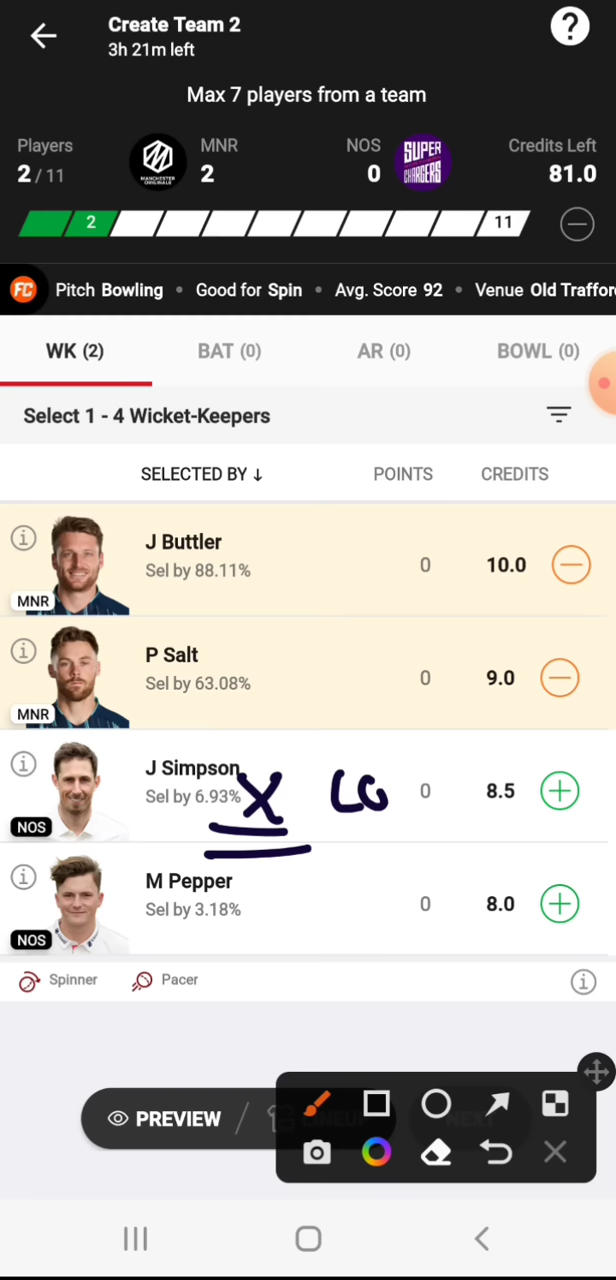 Create Team 2
3h 21m left
?
Max 7 players from a team
Players MNR NOS Credits Left
2 / 11 MANCHESTER ORIGINALS 2 0 SUPER CHARGERS 81.0
2 11
FC Pitch Bowling • Good for Spin • Avg. Score 92 • Venue Old Traffor
WK (2) BAT (0) AR (0) BOWL (0)
Select 1 - 4 Wicket-Keepers
SELECTED BY ↓ POINTS CREDITS
J Buttler
Sel by 88.11% 0 10.0
MNR
P Salt
Sel by 63.08% 0 9.0
MNR
J Simpson
Sel by 6.93% X 0 8.5
NOS
M Pepper
Sel by 3.18% 0 8.0
NOS
Spinner Pacer
PREVIEW /